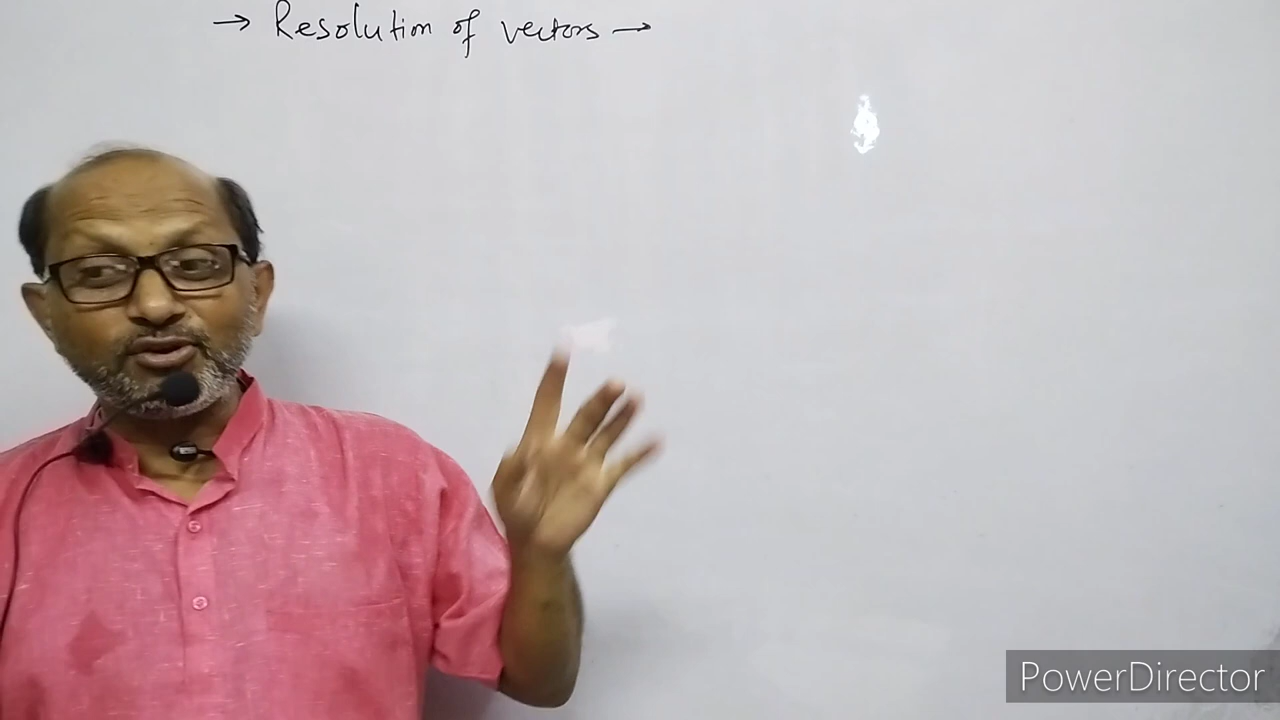 → Resolution of vectors →
PowerDirector